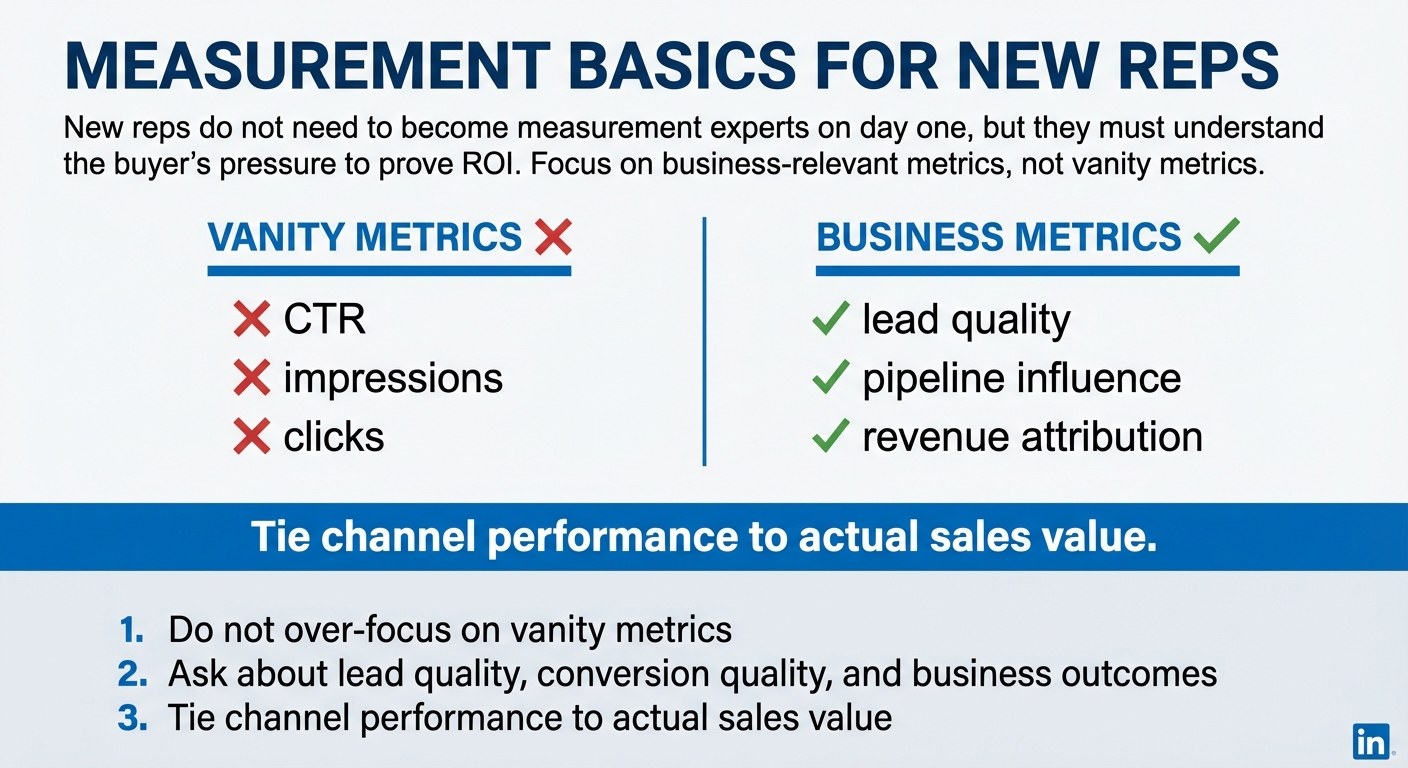 MEASUREMENT BASICS FOR NEW REPS
New reps do not need to become measurement experts on day one, but they must understand
the buyer's pressure to prove ROI. Focus on business-relevant metrics, not vanity metrics.
VANITY METRICS
CTR
impressions
clicks
BUSINESS METRICS
lead quality
pipeline influence
revenue attribution
Tie channel performance to actual sales value.
1. Do not over-focus on vanity metrics
2. Ask about lead quality, conversion quality, and business outcomes
3. Tie channel performance to actual sales value
in